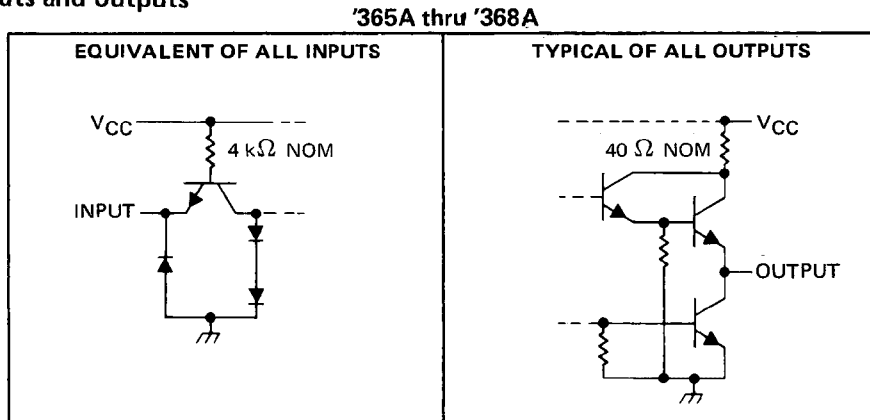 uts and outputs
'365A thru '368A
EQUIVALENT OF ALL INPUTS
VCC
4 kΩ NOM
INPUT
TYPICAL OF ALL OUTPUTS
VCC
40 Ω NOM
OUTPUT